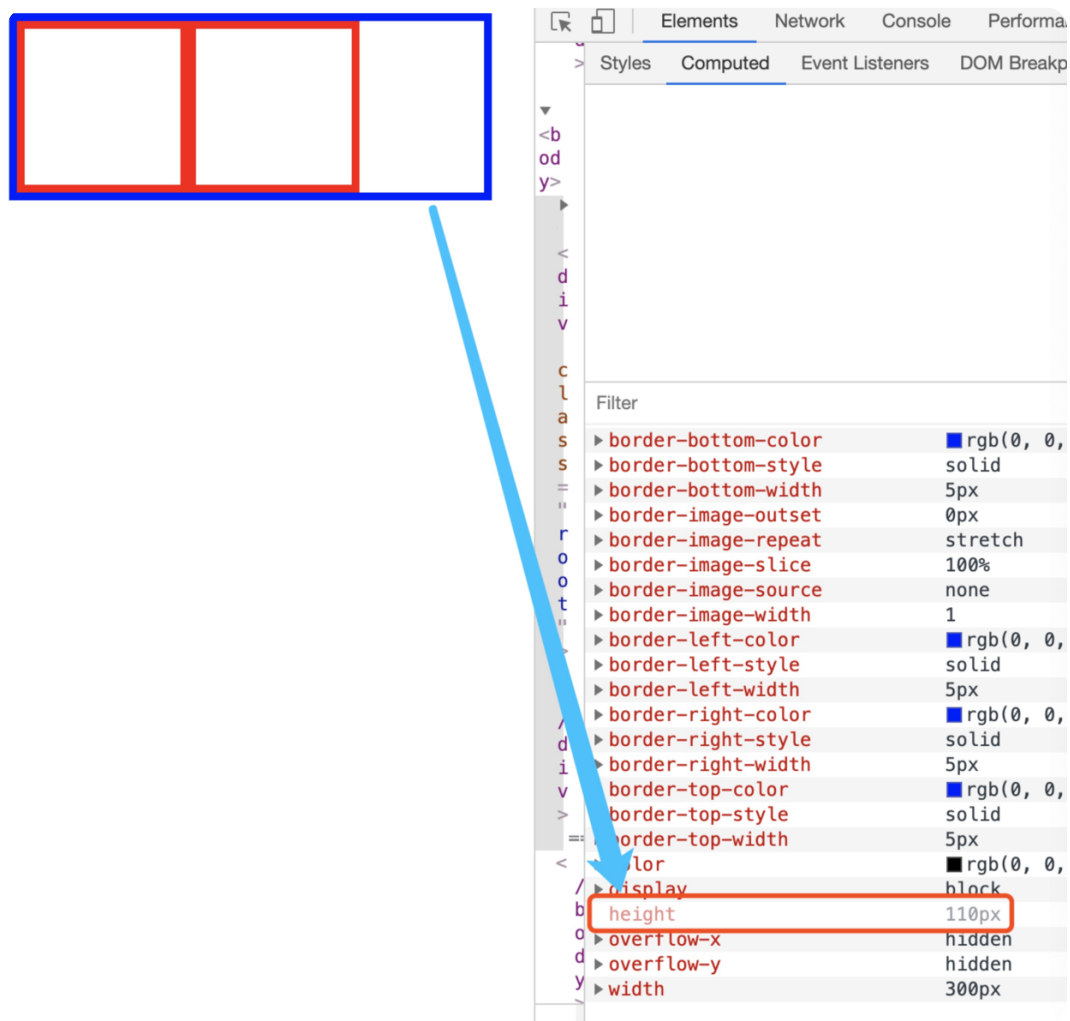 Elements Network Console Performa
Styles Computed Event Listeners DOM Breakp
>
▼
<b
od
y>
▶
<
d
i
v
c
l
a
s
s
=
"
r
o
o
t
"
>
/
d
i
v
>
==
<
/
b
o
d
y
>
Filter
border-bottom-color rgb(0, 0,
border-bottom-style solid
border-bottom-width 5px
border-image-outset 0px
border-image-repeat stretch
border-image-slice 100%
border-image-source none
border-image-width 1
border-left-color rgb(0, 0,
border-left-style solid
border-left-width 5px
border-right-color rgb(0, 0,
border-right-style solid
border-right-width 5px
border-top-color rgb(0, 0,
border-top-style solid
border-top-width 5px
color rgb(0, 0,
display block
height 110px
overflow-x hidden
overflow-y hidden
width 300px